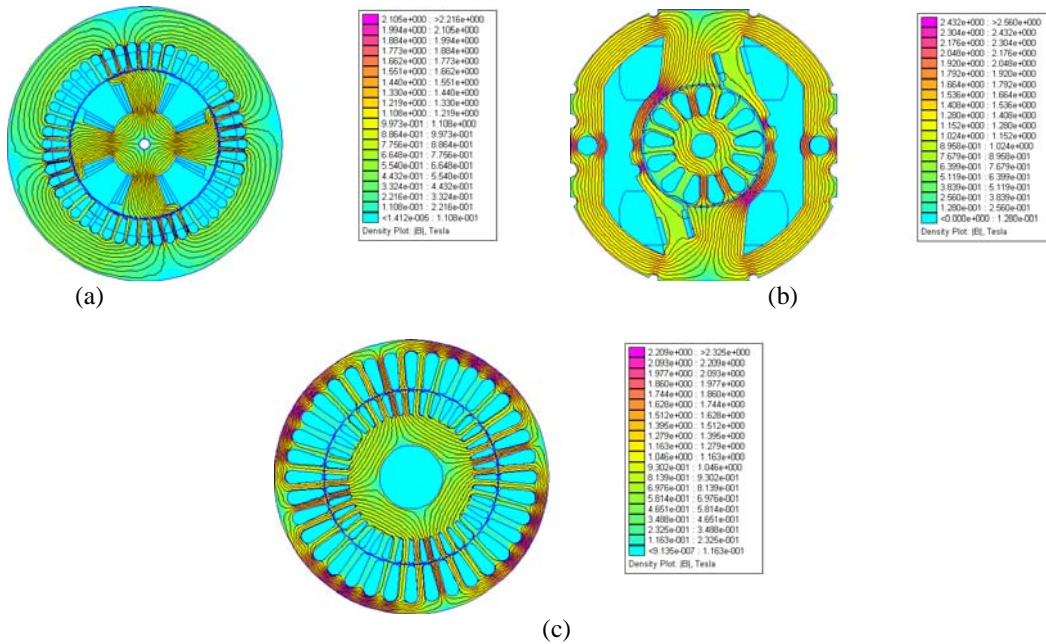 2.105e+000 : >2.216e+000
1.994e+000 : 2.105e+000
1.884e+000 : 1.994e+000
1.773e+000 : 1.884e+000
1.662e+000 : 1.773e+000
1.551e+000 : 1.662e+000
1.440e+000 : 1.551e+000
1.330e+000 : 1.440e+000
1.219e+000 : 1.330e+000
1.108e+000 : 1.219e+000
9.973e-001 : 1.108e+000
8.864e-001 : 9.973e-001
7.756e-001 : 8.864e-001
6.648e-001 : 7.756e-001
5.540e-001 : 6.648e-001
4.432e-001 : 5.540e-001
3.324e-001 : 4.432e-001
2.216e-001 : 3.324e-001
1.108e-001 : 2.216e-001
<1.412e-005 : 1.108e-001
Density Plot: |B|, Tesla
(a)
2.432e+000 : >2.560e+000
2.304e+000 : 2.432e+000
2.176e+000 : 2.304e+000
2.048e+000 : 2.176e+000
1.920e+000 : 2.048e+000
1.792e+000 : 1.920e+000
1.664e+000 : 1.792e+000
1.536e+000 : 1.664e+000
1.408e+000 : 1.536e+000
1.280e+000 : 1.408e+000
1.152e+000 : 1.280e+000
1.024e+000 : 1.152e+000
8.958e-001 : 1.024e+000
7.679e-001 : 8.958e-001
6.399e-001 : 7.679e-001
5.119e-001 : 6.399e-001
3.839e-001 : 5.119e-001
2.560e-001 : 3.839e-001
1.280e-001 : 2.560e-001
<0.000e+000 : 1.280e-001
Density Plot: |B|, Tesla
(b)
2.209e+000 : >2.325e+000
2.093e+000 : 2.209e+000
1.977e+000 : 2.093e+000
1.860e+000 : 1.977e+000
1.744e+000 : 1.860e+000
1.628e+000 : 1.744e+000
1.512e+000 : 1.628e+000
1.395e+000 : 1.512e+000
1.279e+000 : 1.395e+000
1.163e+000 : 1.279e+000
1.046e+000 : 1.163e+000
9.302e-001 : 1.046e+000
8.139e-001 : 9.302e-001
6.976e-001 : 8.139e-001
5.814e-001 : 6.976e-001
4.651e-001 : 5.814e-001
3.488e-001 : 4.651e-001
2.325e-001 : 3.488e-001
1.163e-001 : 2.325e-001
<9.135e-007 : 1.163e-001
Density Plot: |B|, Tesla
(c)